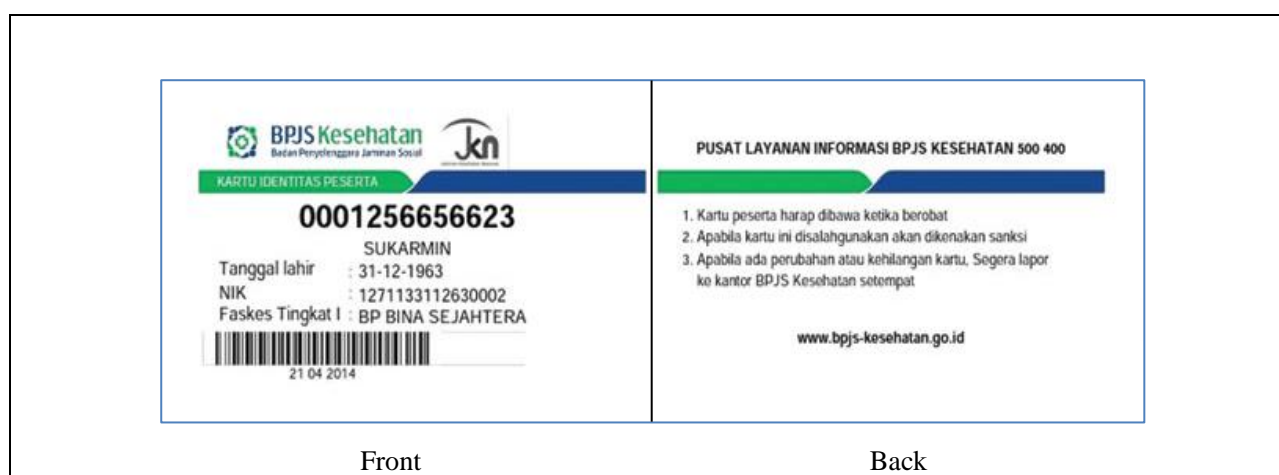 BPJS Kesehatan
Badan Penyelenggara Jaminan Sosial
Jkn
KARTU IDENTITAS PESERTA
0001256656623
SUKARMIN
Tanggal lahir : 31-12-1963
NIK : 1271133112630002
Faskes Tingkat I : BP BINA SEJAHTERA
21 04 2014
Front
PUSAT LAYANAN INFORMASI BPJS KESEHATAN 500 400
1. Kartu peserta harap dibawa ketika berobat
2. Apabila kartu ini disalahgunakan akan dikenakan sanksi
3. Apabila ada perubahan atau kehilangan kartu, Segera lapor
ke kantor BPJS Kesehatan setempat
www.bpjs-kesehatan.go.id
Back